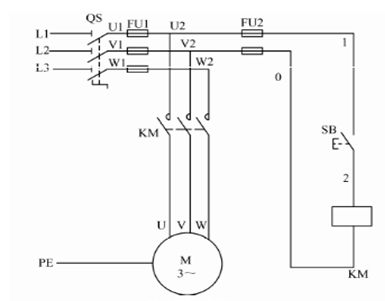 QS
L1 U1 FU1 U2 FU2
L2 V1 V2 1
L3 W1 W2 0
KM SB
2
U V W
PE M
3~ KM